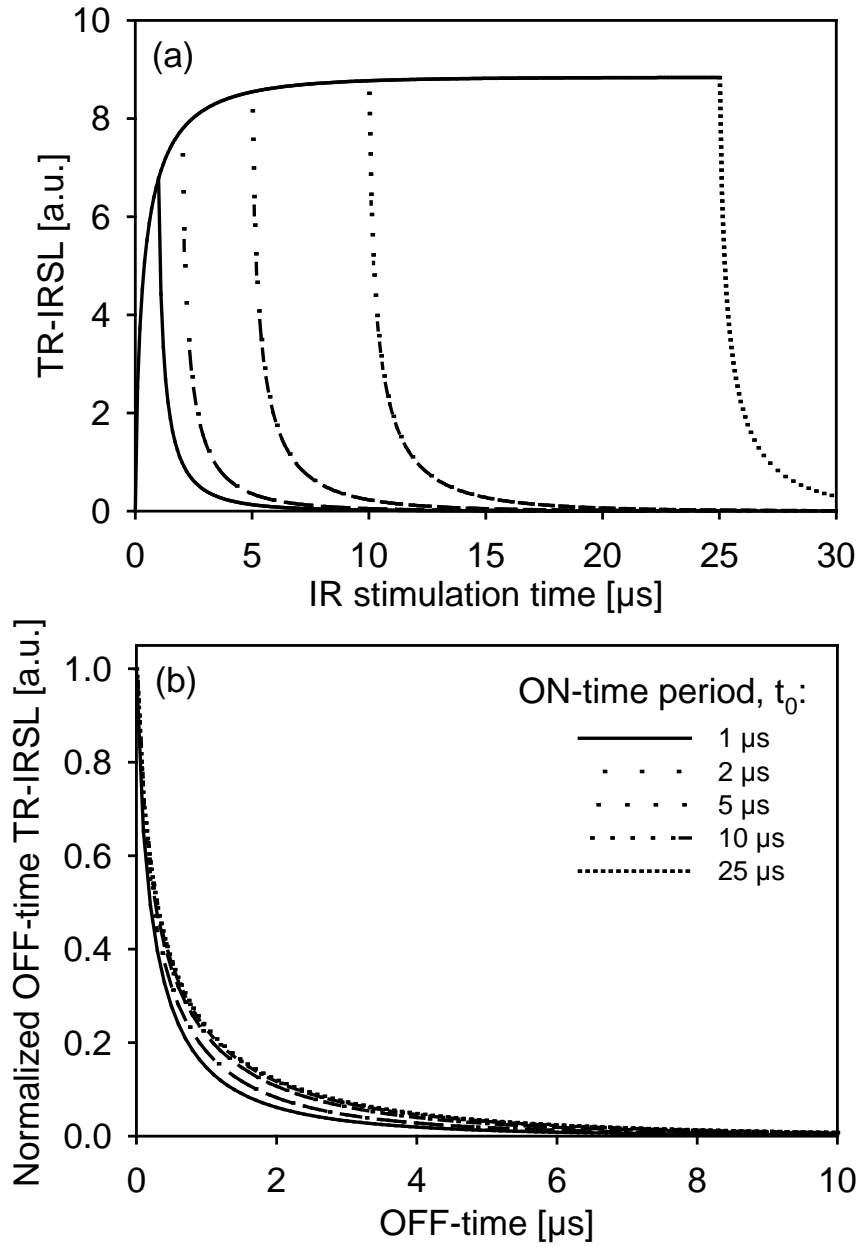 (a)
10
8
6
4
2
0
TR-IRSL [a.u.]
0 5 10 15 20 25 30
IR stimulation time [µs]
(b)
1.0
0.8
0.6
0.4
0.2
0.0
Normalized OFF-time TR-IRSL [a.u.]
ON-time period, t0:
1 µs
2 µs
5 µs
10 µs
25 µs
0 2 4 6 8 10
OFF-time [µs]